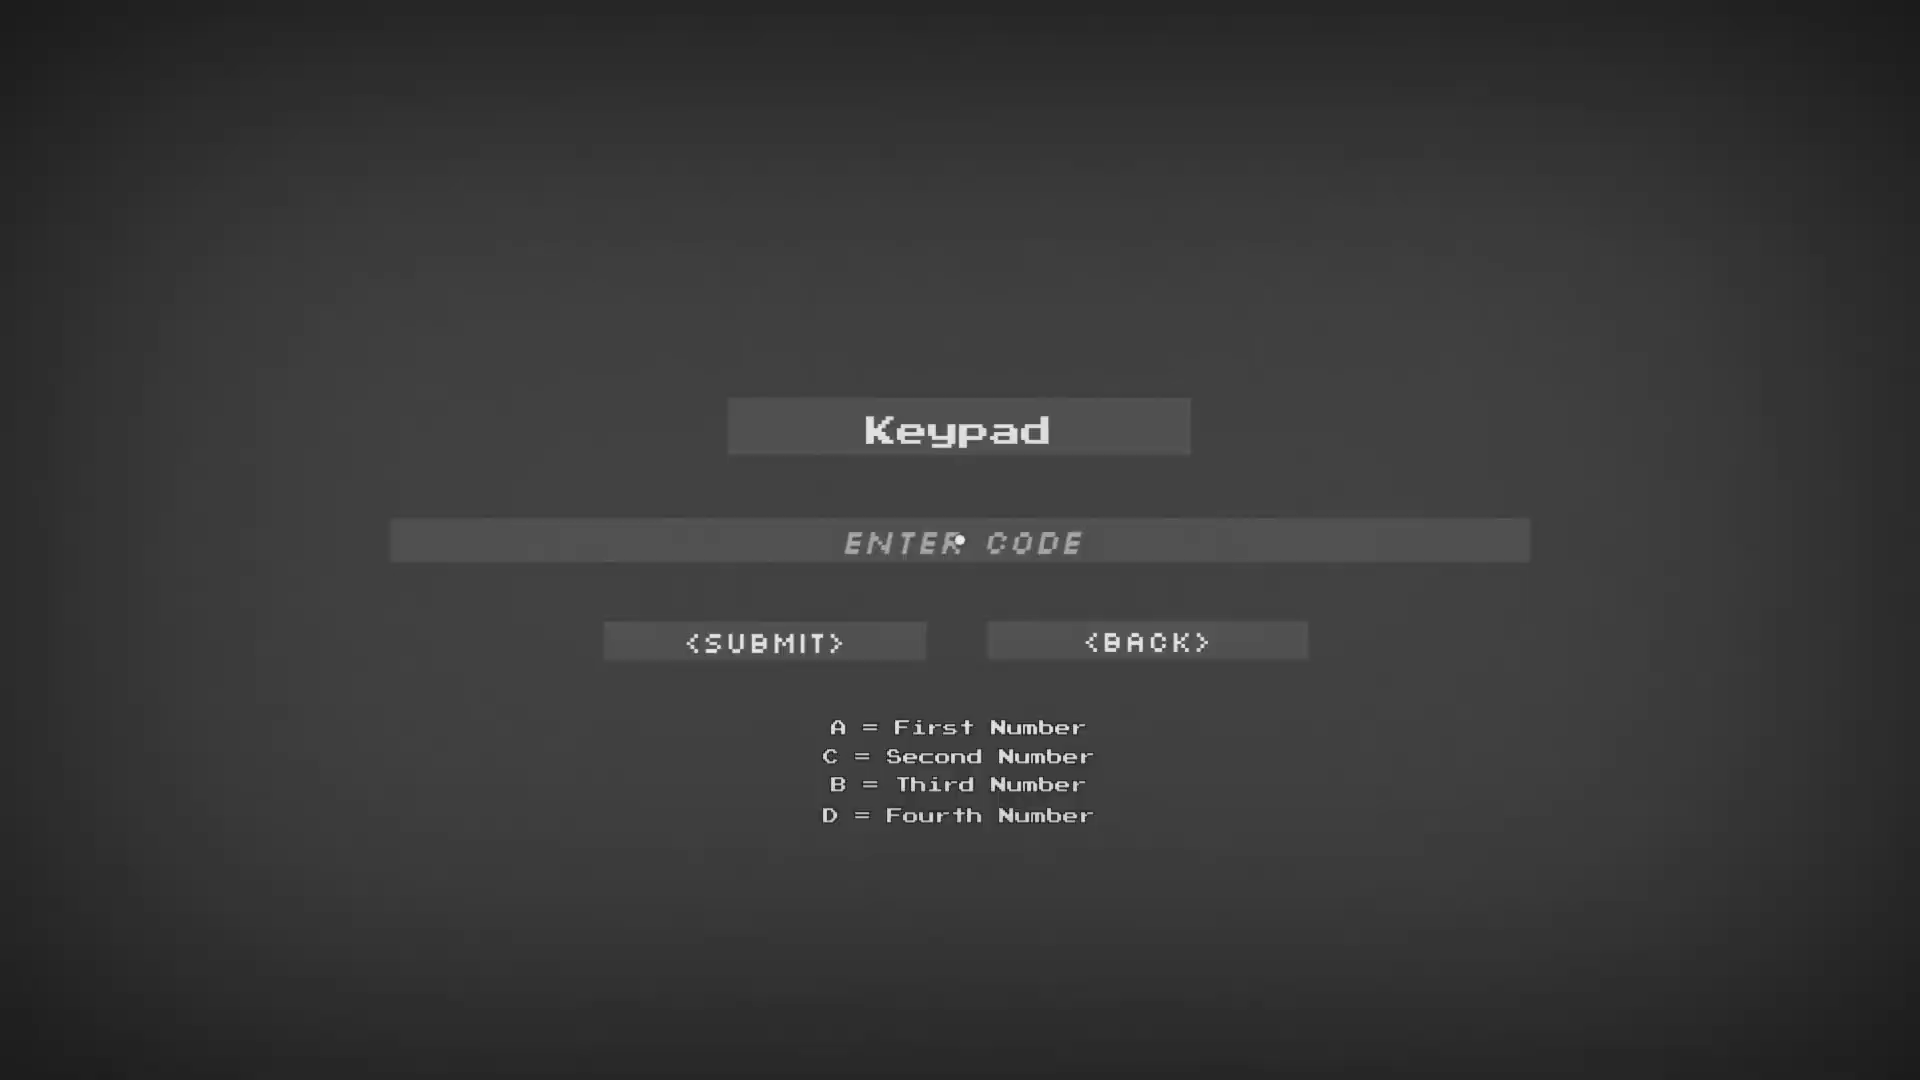 Keypad
ENTER CODE
<SUBMIT> <BACK>
A = First Number
C = Second Number
B = Third Number
D = Fourth Number